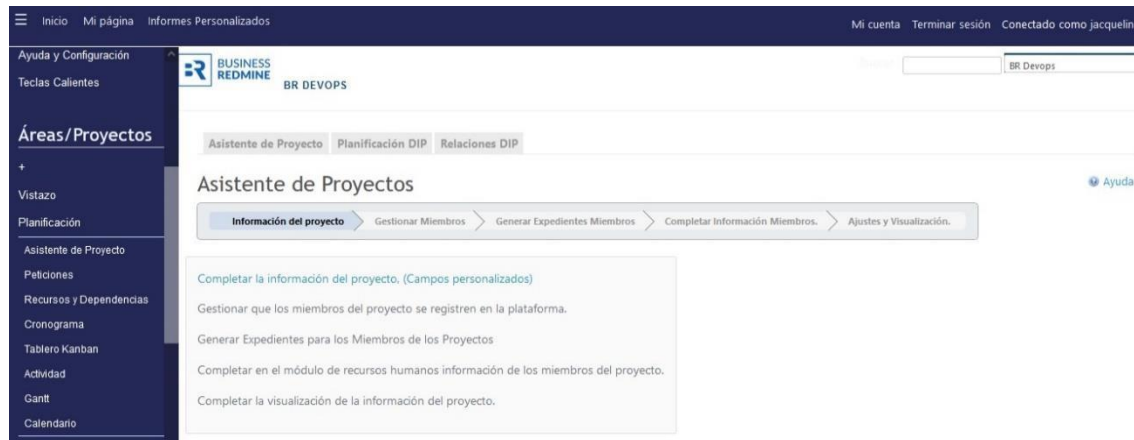 ☰ Inicio Mi página Informes Personalizados Mi cuenta Terminar sesión Conectado como jacquelin
Ayuda y Configuración
Teclas Calientes
BUSINESS
REDMINE
BR DEVOPS
BR Devops
Áreas/Proyectos
+
Vistazo
Planificación
Asistente de Proyecto
Peticiones
Recursos y Dependencias
Cronograma
Tablero Kanban
Actividad
Gantt
Calendario
Asistente de Proyecto Planificación DIP Relaciones DIP
Asistente de Proyectos
Ayuda
Información del proyecto Gestionar Miembros Generar Expedientes Miembros Completar Información Miembros. Ajustes y Visualización.
Completar la información del proyecto. (Campos personalizados)
Gestionar que los miembros del proyecto se registren en la plataforma.
Generar Expedientes para los Miembros de los Proyectos
Completar en el módulo de recursos humanos información de los miembros del proyecto.
Completar la visualización de la información del proyecto.